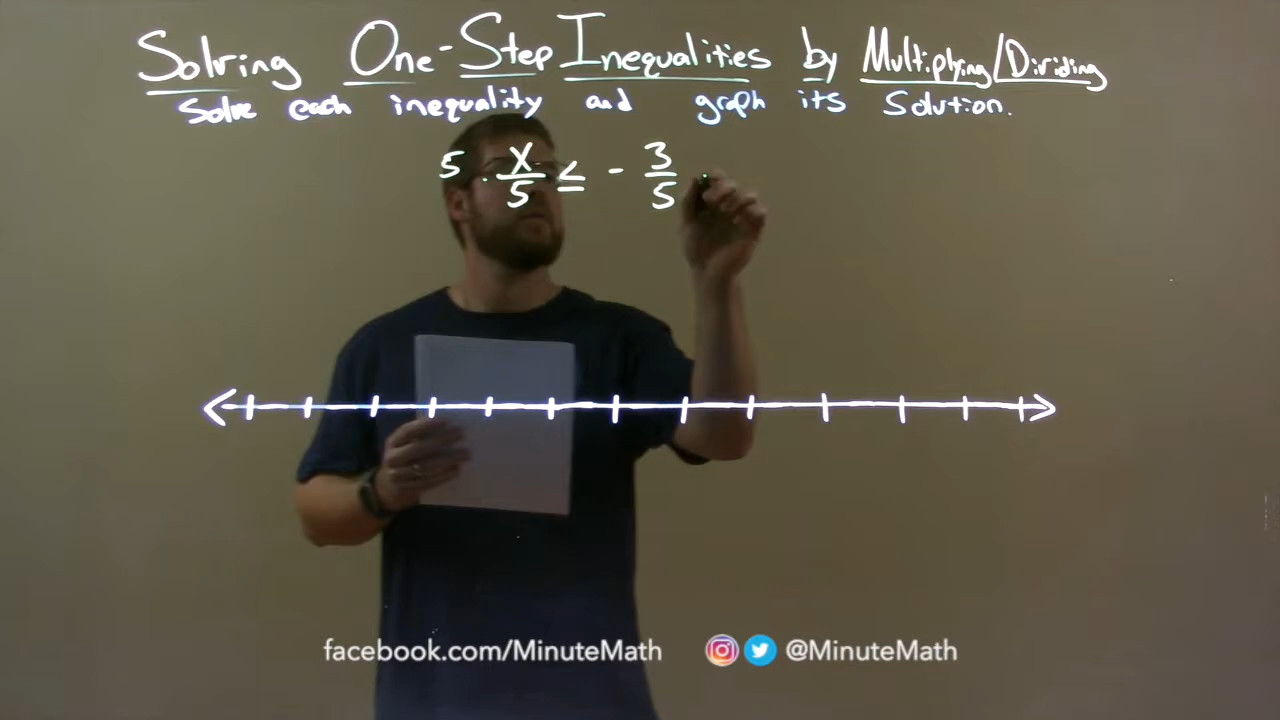 Solving One-Step Inequalities by Multiplying/Dividing
Solve each inequality and graph its Solution.
5 · x/5 ≤ - 3/5 ·
facebook.com/MinuteMath @MinuteMath